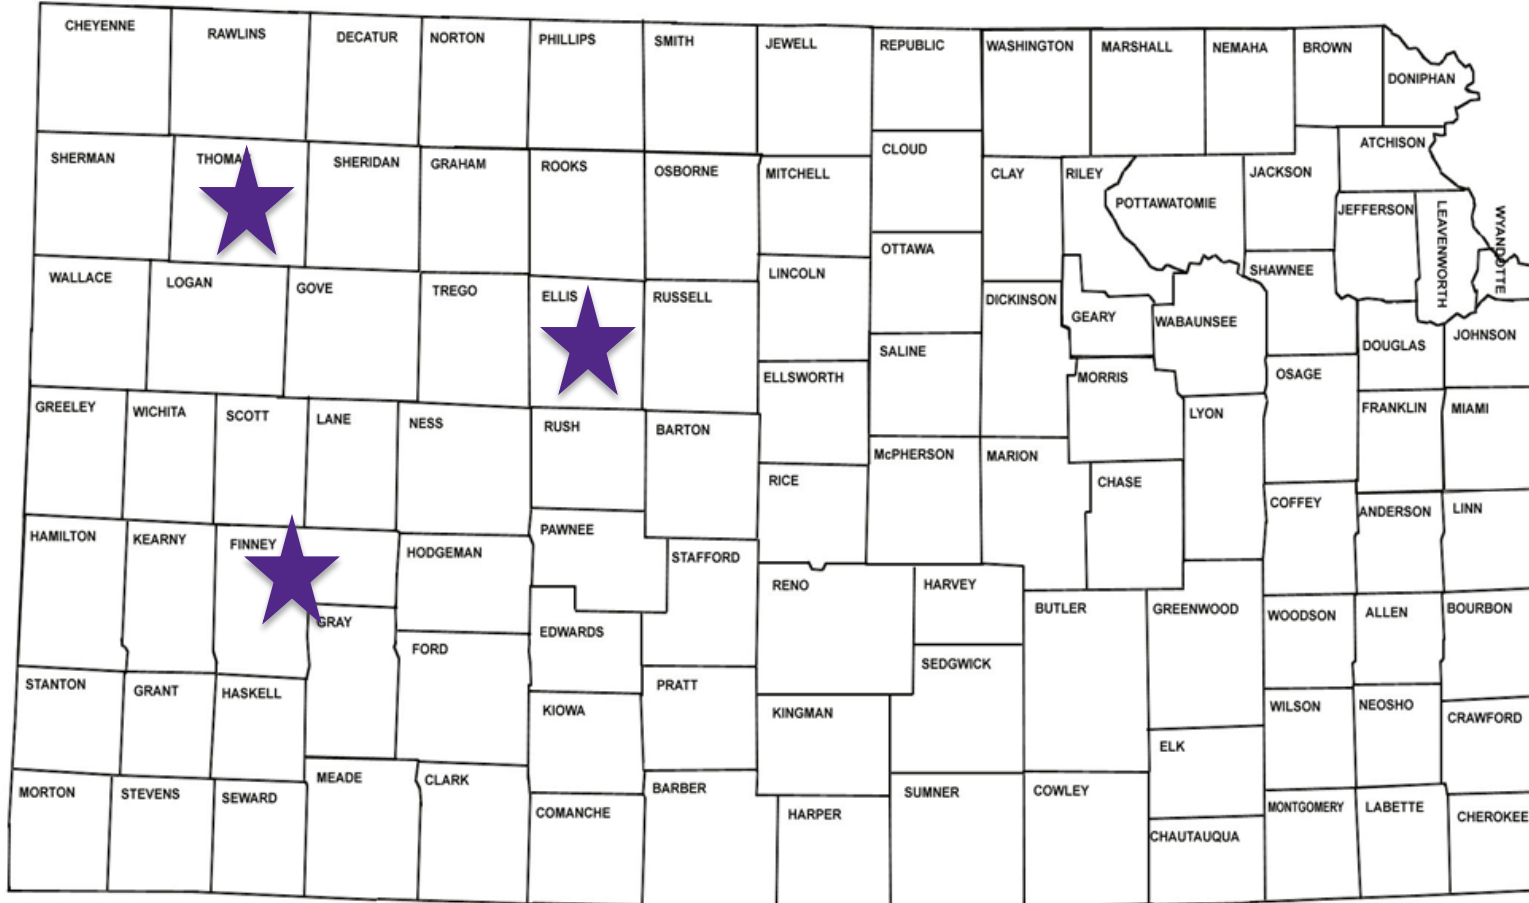 CHEYENNE
RAWLINS
DECATUR
NORTON
PHILLIPS
SMITH
JEWELL
REPUBLIC
WASHINGTON
MARSHALL
NEMAHA
BROWN
DONIPHAN
SHERMAN
THOMAS
SHERIDAN
GRAHAM
ROOKS
OSBORNE
MITCHELL
CLOUD
CLAY
RILEY
POTTAWATOMIE
JACKSON
ATCHISON
JEFFERSON
LEAVENWORTH
WYANDOTTE
WALLACE
LOGAN
GOVE
TREGO
ELLIS
RUSSELL
LINCOLN
OTTAWA
DICKINSON
GEARY
WABAUNSEE
SHAWNEE
DOUGLAS
JOHNSON
GREELEY
WICHITA
SCOTT
LANE
NESS
RUSH
BARTON
ELLSWORTH
SALINE
MORRIS
LYON
OSAGE
FRANKLIN
MIAMI
HAMILTON
KEARNY
FINNEY
HODGEMAN
PAWNEE
STAFFORD
RICE
McPHERSON
MARION
CHASE
COFFEY
ANDERSON
LINN
GRAY
FORD
EDWARDS
RENO
HARVEY
BUTLER
GREENWOOD
WOODSON
ALLEN
BOURBON
STANTON
GRANT
HASKELL
KIOWA
PRATT
KINGMAN
SEDGWICK
ELK
WILSON
NEOSHO
CRAWFORD
MORTON
STEVENS
SEWARD
MEADE
CLARK
COMANCHE
BARBER
HARPER
SUMNER
COWLEY
CHAUTAUQUA
MONTGOMERY
LABETTE
CHEROKEE